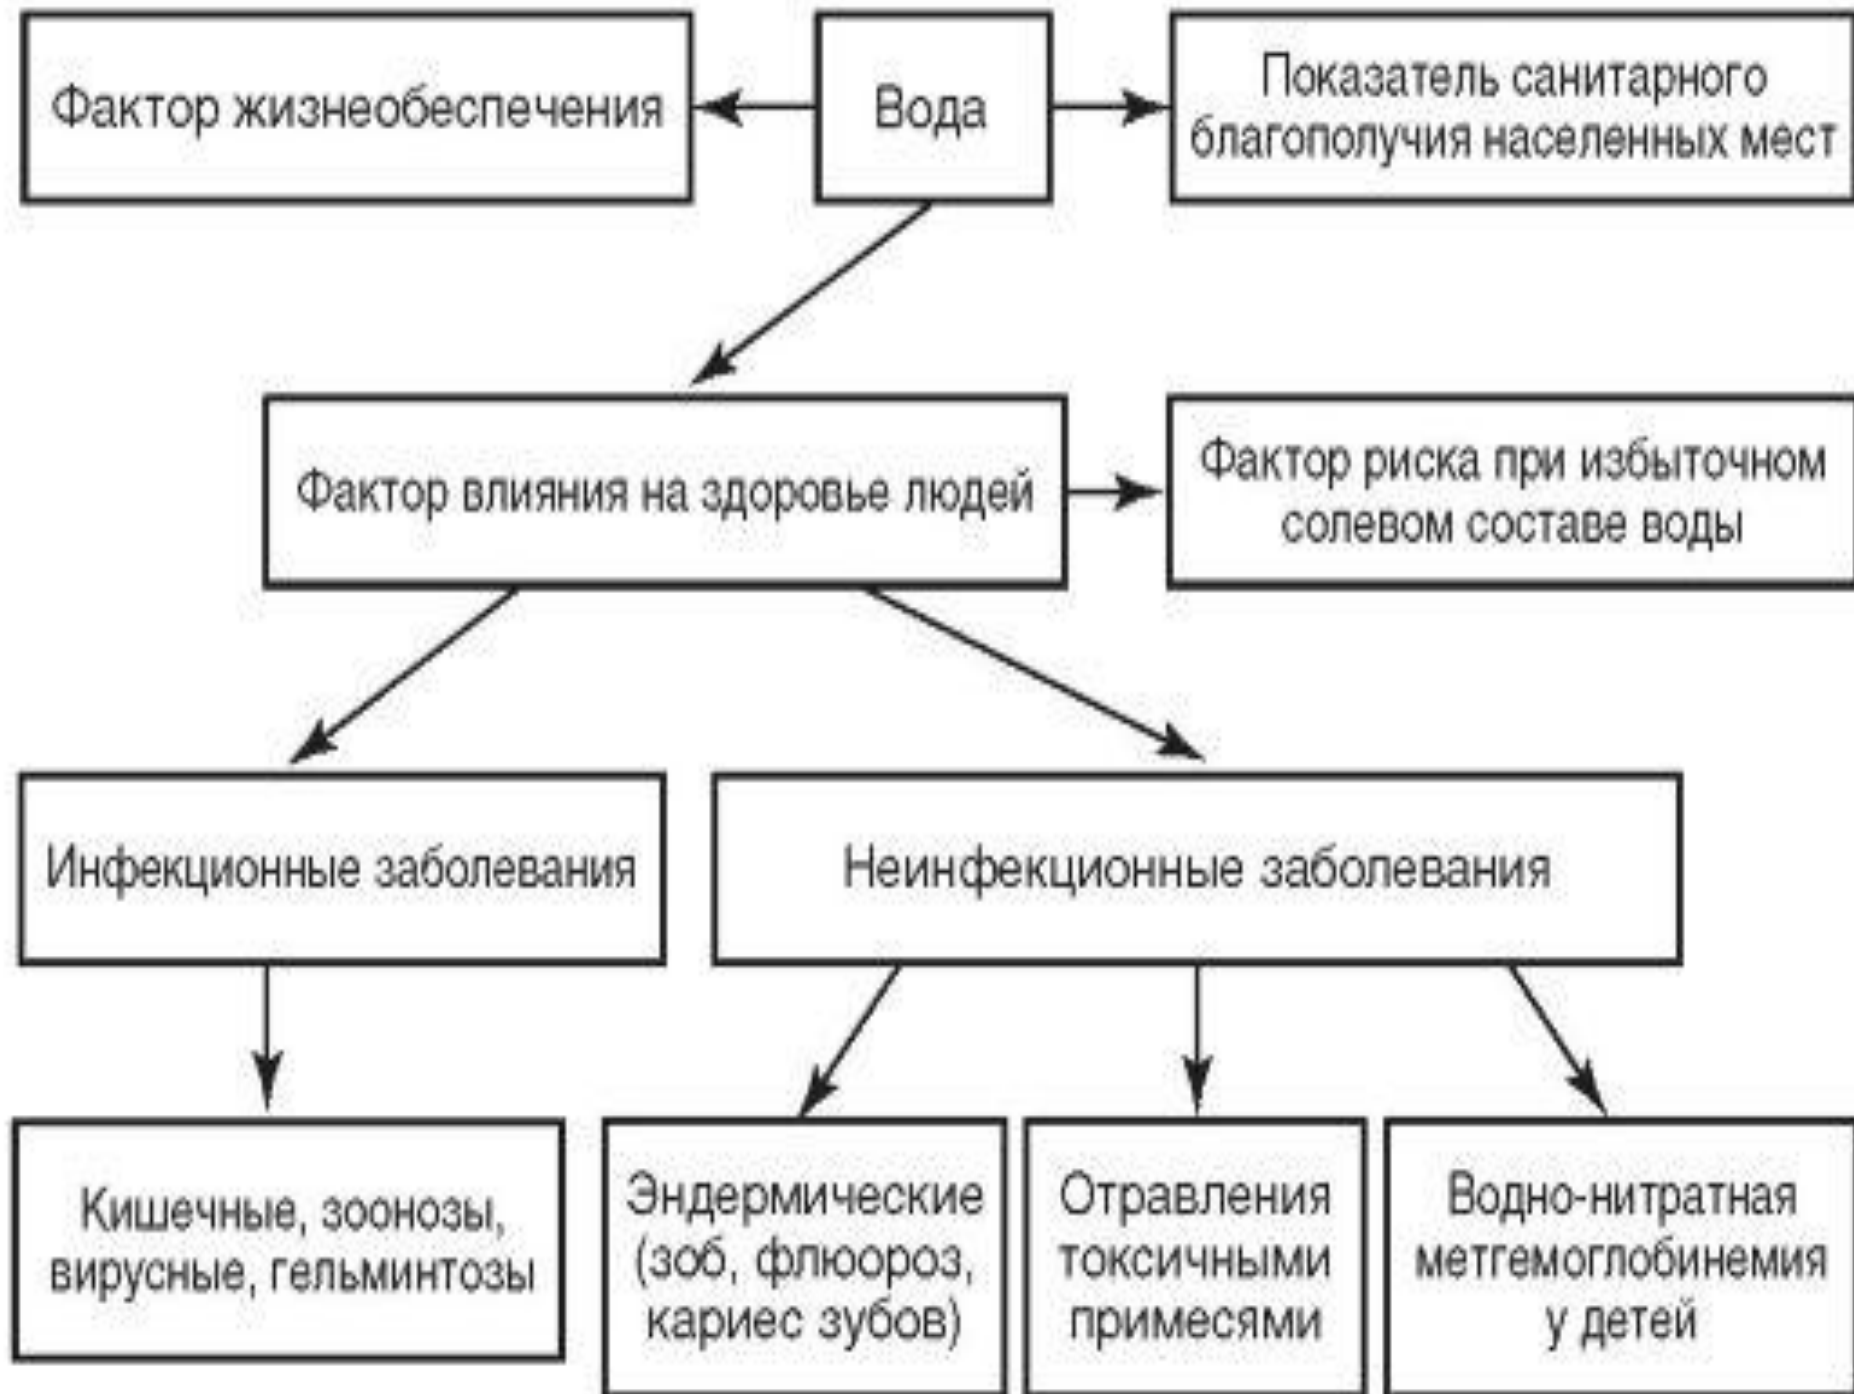 Фактор жизнеобеспечения
Вода
Показатель санитарного
благополучия населенных мест
Фактор влияния на здоровье людей
Фактор риска при избыточном
солевом составе воды
Инфекционные заболевания
Неинфекционные заболевания
Кишечные, зоонозы,
вирусные, гельминтозы
Эндермические
(зоб, флюороз,
кариес зубов)
Отравления
токсичными
примесями
Водно-нитратная
метгемоглобинемия
у детей